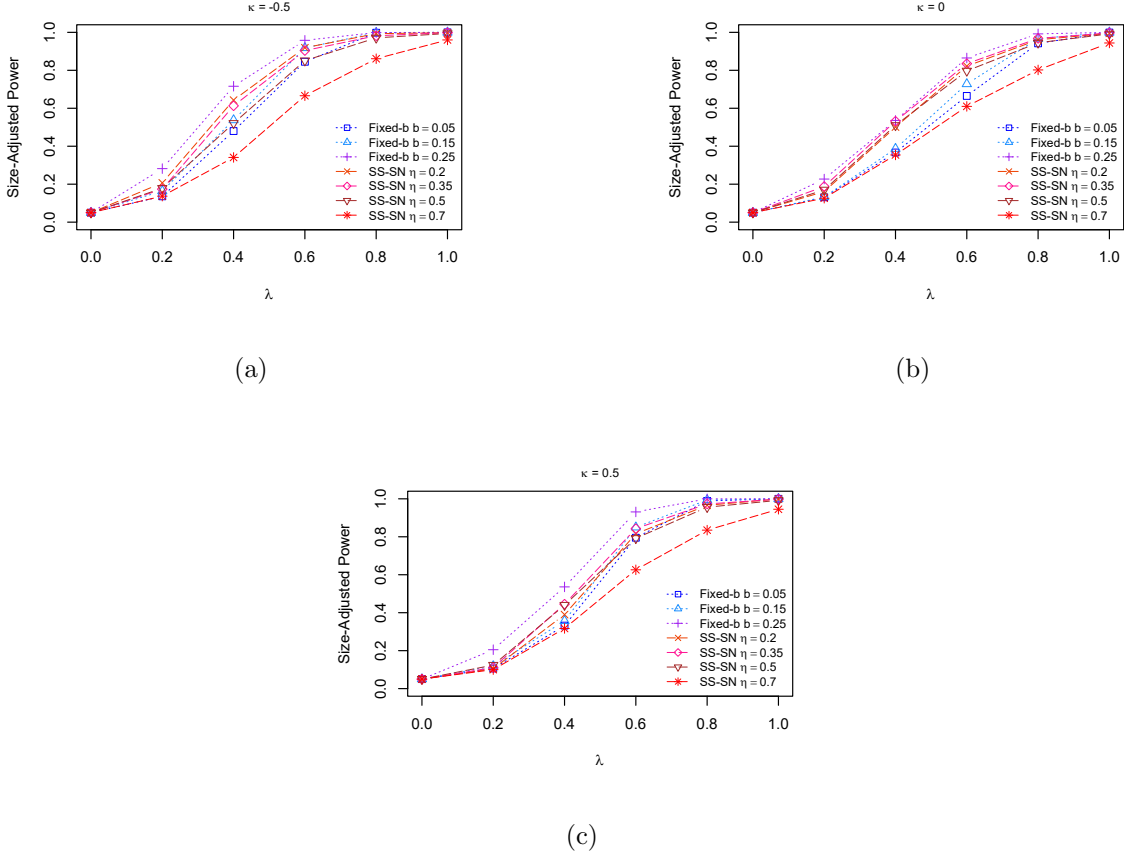 κ = -0.5
Size-Adjusted Power
0.0 0.2 0.4 0.6 0.8 1.0
Fixed-b b = 0.05
Fixed-b b = 0.15
Fixed-b b = 0.25
SS-SN η = 0.2
SS-SN η = 0.35
SS-SN η = 0.5
SS-SN η = 0.7
0.0 0.2 0.4 0.6 0.8 1.0
λ
(a)
κ = 0
Size-Adjusted Power
0.0 0.2 0.4 0.6 0.8 1.0
Fixed-b b = 0.05
Fixed-b b = 0.15
Fixed-b b = 0.25
SS-SN η = 0.2
SS-SN η = 0.35
SS-SN η = 0.5
SS-SN η = 0.7
0.0 0.2 0.4 0.6 0.8 1.0
λ
(b)
κ = 0.5
Size-Adjusted Power
0.0 0.2 0.4 0.6 0.8 1.0
Fixed-b b = 0.05
Fixed-b b = 0.15
Fixed-b b = 0.25
SS-SN η = 0.2
SS-SN η = 0.35
SS-SN η = 0.5
SS-SN η = 0.7
0.0 0.2 0.4 0.6 0.8 1.0
λ
(c)